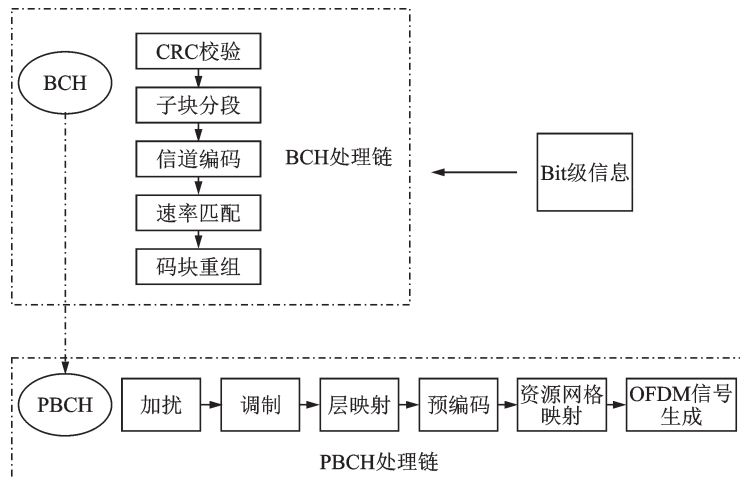 BCH
CRC校验
子块分段
信道编码
速率匹配
码块重组
BCH处理链
Bit级信息
PBCH
加扰
调制
层映射
预编码
资源网格
映射
OFDM信号
生成
PBCH处理链